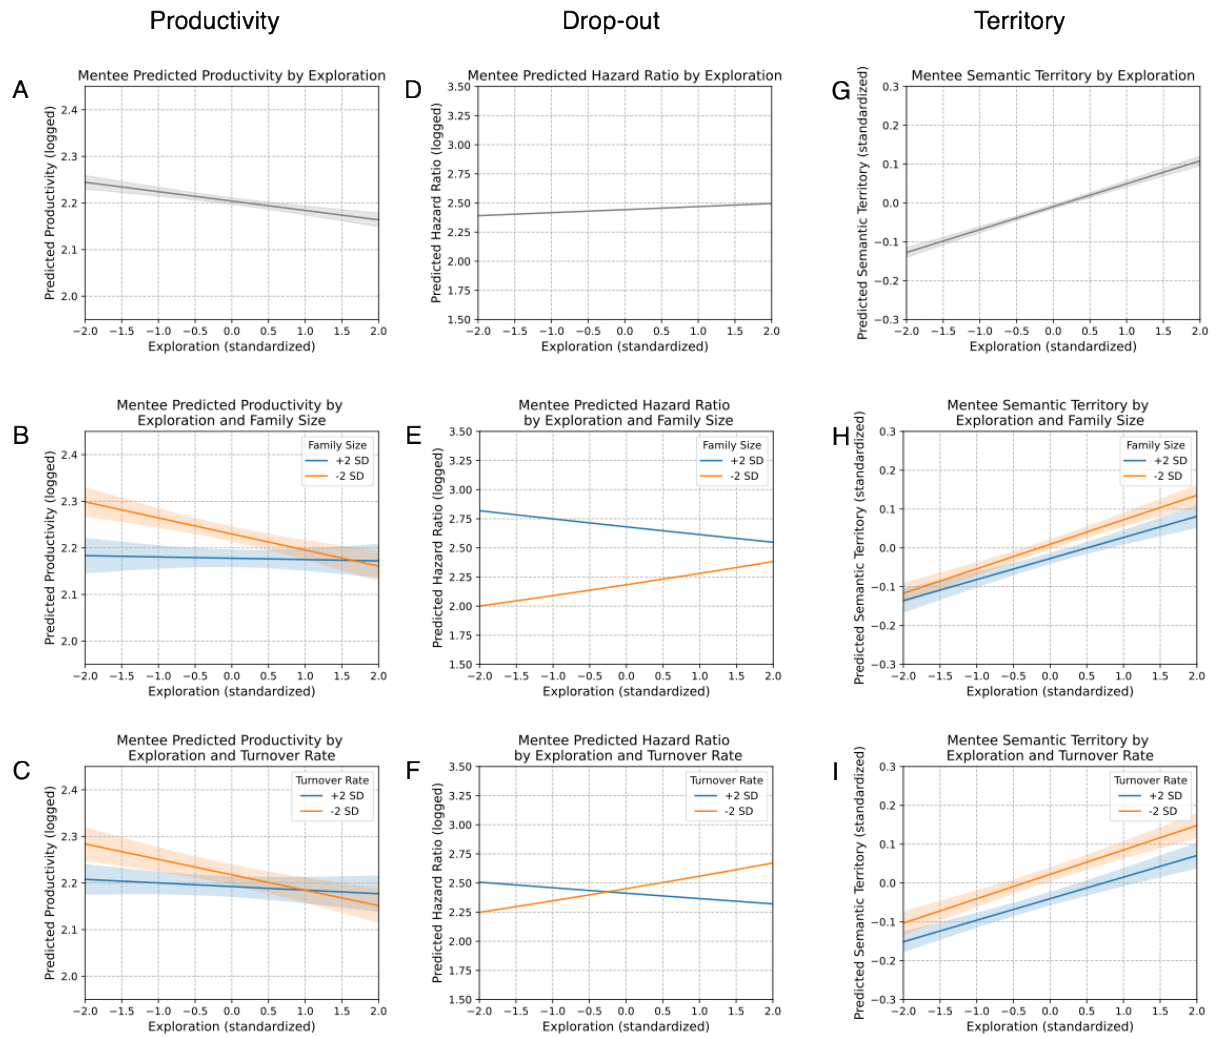 Productivity
Drop-out
Territory
A
Mentee Predicted Productivity by Exploration
Predicted Productivity (logged)
2.4
2.3
2.2
2.1
2.0
−2.0 −1.5 −1.0 −0.5 0.0 0.5 1.0 1.5 2.0
Exploration (standardized)
D
Mentee Predicted Hazard Ratio by Exploration
Predicted Hazard Ratio (logged)
3.50
3.25
3.00
2.75
2.50
2.25
2.00
1.75
1.50
−2.0 −1.5 −1.0 −0.5 0.0 0.5 1.0 1.5 2.0
Exploration (standardized)
G
Mentee Semantic Territory by Exploration
Predicted Semantic Territory (standardized)
0.3
0.2
0.1
0.0
−0.1
−0.2
−0.3
−2.0 −1.5 −1.0 −0.5 0.0 0.5 1.0 1.5 2.0
Exploration (standardized)
B
Mentee Predicted Productivity by
Exploration and Family Size
Predicted Productivity (logged)
2.4
2.3
2.2
2.1
2.0
Family Size
+2 SD
-2 SD
−2.0 −1.5 −1.0 −0.5 0.0 0.5 1.0 1.5 2.0
Exploration (standardized)
E
Mentee Predicted Hazard Ratio
by Exploration and Family Size
Predicted Hazard Ratio (logged)
3.50
3.25
3.00
2.75
2.50
2.25
2.00
1.75
1.50
Family Size
+2 SD
-2 SD
−2.0 −1.5 −1.0 −0.5 0.0 0.5 1.0 1.5 2.0
Exploration (standardized)
H
Mentee Semantic Territory by
Exploration and Family Size
Predicted Semantic Territory (standardized)
0.3
0.2
0.1
0.0
−0.1
−0.2
−0.3
Family Size
+2 SD
-2 SD
−2.0 −1.5 −1.0 −0.5 0.0 0.5 1.0 1.5 2.0
Exploration (standardized)
C
Mentee Predicted Productivity by
Exploration and Turnover Rate
Predicted Productivity (logged)
2.4
2.3
2.2
2.1
2.0
Turnover Rate
+2 SD
-2 SD
−2.0 −1.5 −1.0 −0.5 0.0 0.5 1.0 1.5 2.0
Exploration (standardized)
F
Mentee Predicted Hazard Ratio
by Exploration and Turnover Rate
Predicted Hazard Ratio (logged)
3.50
3.25
3.00
2.75
2.50
2.25
2.00
1.75
1.50
Turnover Rate
+2 SD
-2 SD
−2.0 −1.5 −1.0 −0.5 0.0 0.5 1.0 1.5 2.0
Exploration (standardized)
I
Mentee Semantic Territory by
Exploration and Turnover Rate
Predicted Semantic Territory (standardized)
0.3
0.2
0.1
0.0
−0.1
−0.2
−0.3
Turnover Rate
+2 SD
-2 SD
−2.0 −1.5 −1.0 −0.5 0.0 0.5 1.0 1.5 2.0
Exploration (standardized)